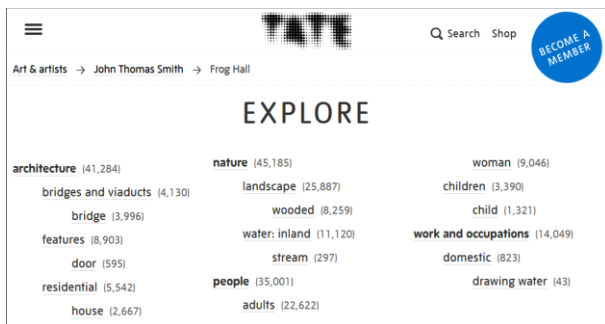 TATE
Search Shop
BECOME A
MEMBER
Art & artists → John Thomas Smith → Frog Hall
EXPLORE
architecture (41,284)
bridges and viaducts (4,130)
bridge (3,996)
features (8,903)
door (595)
residential (5,542)
house (2,667)
nature (45,185)
landscape (25,887)
wooded (8,259)
water: inland (11,120)
stream (297)
people (35,001)
adults (22,622)
woman (9,046)
children (3,390)
child (1,321)
work and occupations (14,049)
domestic (823)
drawing water (43)